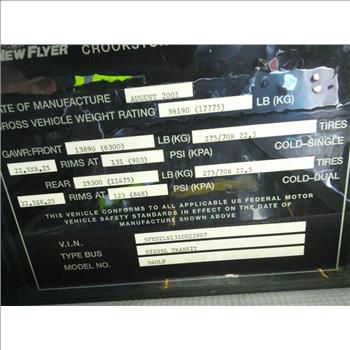 NEW FLYER CROOKSTON
DATE OF MANUFACTURE AUGUST 2001
GROSS VEHICLE WEIGHT RATING 39190 (17775) LB (KG)
GAWR:FRONT 13890 (6300) LB(KG) 275/70R 22.5 TIRES
22.5X8.25 RIMS AT 131 (903) PSI (KPA) COLD-SINGLE
REAR 25300 (11475) LB(KG) 275/70R 22.5 TIRES
22.5X8.25 RIMS AT 123 (848) PSI (KPA) COLD-DUAL
THIS VEHICLE CONFORMS TO ALL APPLICABLE US FEDERAL MOTOR
VEHICLE SAFETY STANDARDS IN EFFECT ON THE DATE OF
MANUFACTURE SHOWN ABOVE
V.I.N.
TYPE BUS DIESEL TRANSIT
MODEL NO. D40LF